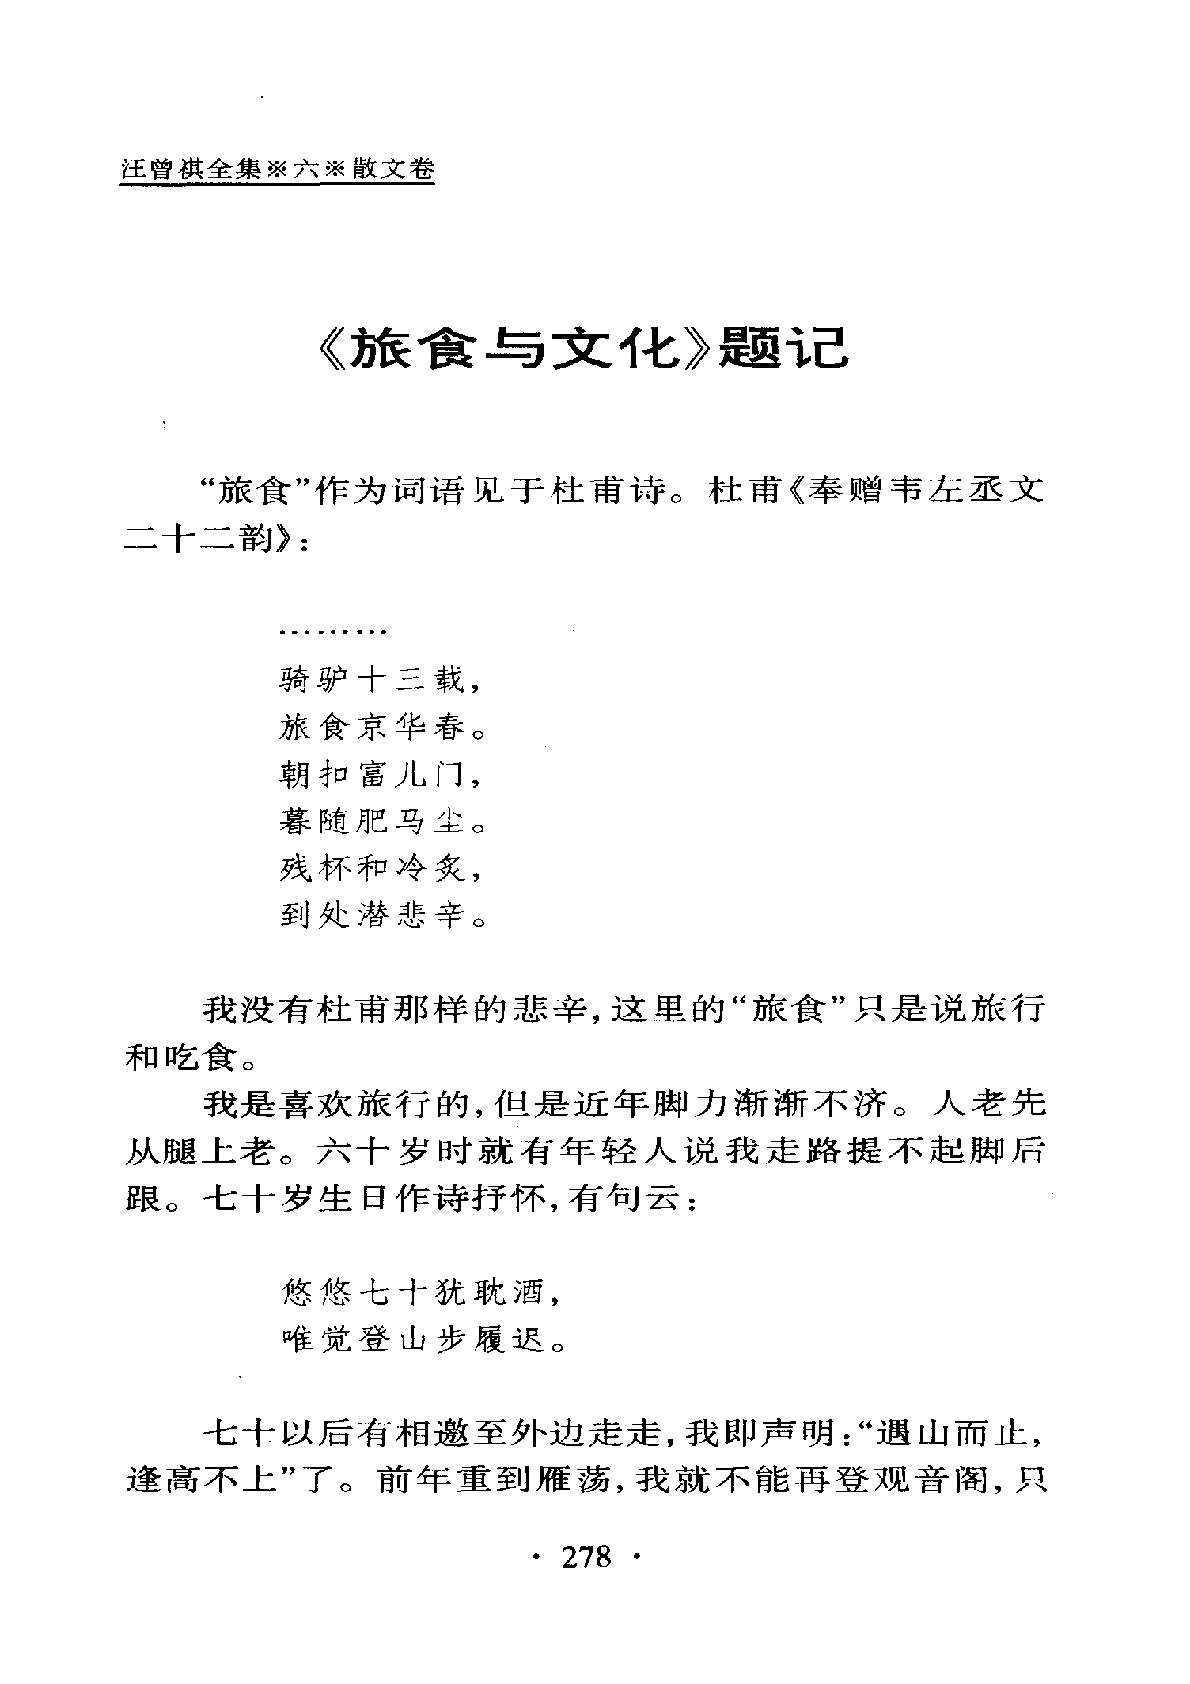 汪曾祺全集※六※散文卷
《旅食与文化》题记
“旅食”作为词语见于杜甫诗。杜甫《奉赠韦左丞文
二十二韵》：
………
骑驴十三载，
旅食京华春。
朝扣富儿门，
暮随肥马尘。
残杯和冷炙，
到处潜悲辛。
我没有杜甫那样的悲辛，这里的“旅食”只是说旅行
和吃食。
我是喜欢旅行的，但是近年脚力渐渐不济。人老先
从腿上老。六十岁时就有年轻人说我走路提不起脚后
跟。七十岁生日作诗抒怀，有句云：
悠悠七十犹耽酒，
唯觉登山步履迟。
七十以后有相邀至外边走走，我即声明：“遇山而止，
逢高不上”了。前年重到雁荡，我就不能再登观音阁，只
· 278 ·